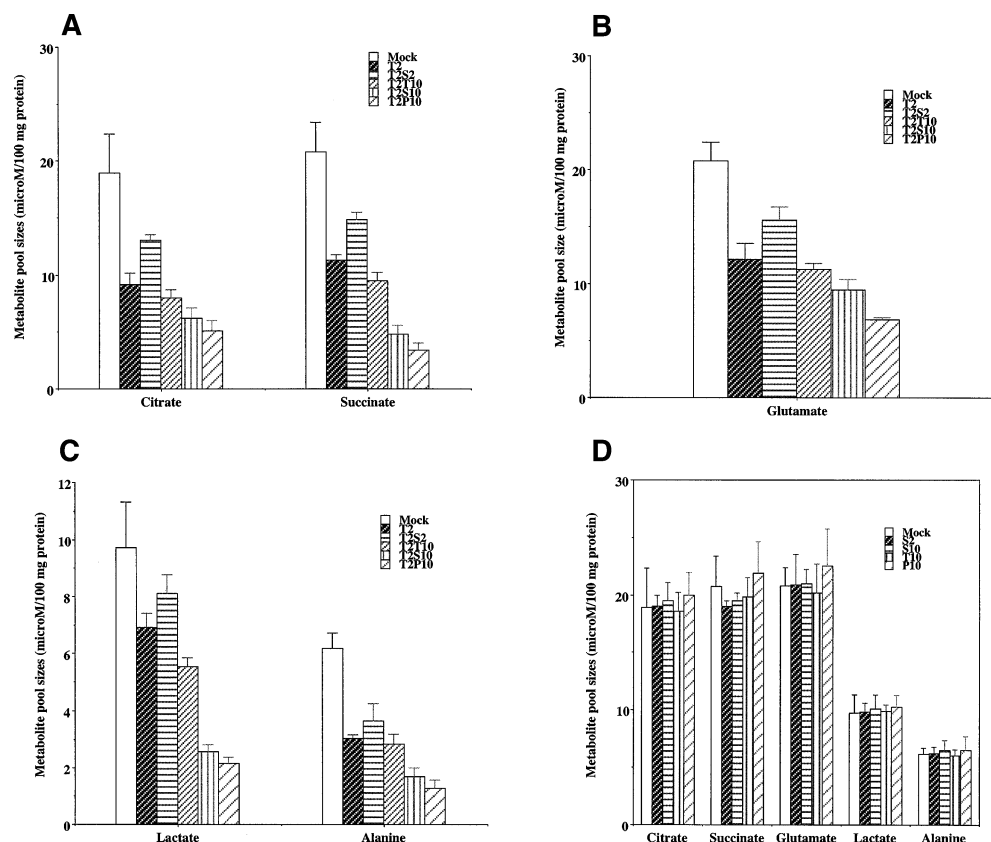 A
Metabolite pool sizes (microM/100 mg protein)
30
20
10
0
Mock
T2
T2S2
T2T10
T2S10
T2P10
Citrate
Succinate
B
Metabolite pool size (microM/100 mg protein)
30
20
10
0
Mock
T2
T2S2
T2T10
T2S10
T2P10
Glutamate
C
Metabolite pool sizes (microM/100 mg protein)
12
10
8
6
4
2
0
Mock
T2
T2S2
T2T10
T2S10
T2P10
Lactate
Alanine
D
Metabolite pool sizes (microM/100 mg protein)
30
20
10
0
Mock
S2
S10
T10
P10
Citrate
Succinate
Glutamate
Lactate
Alanine